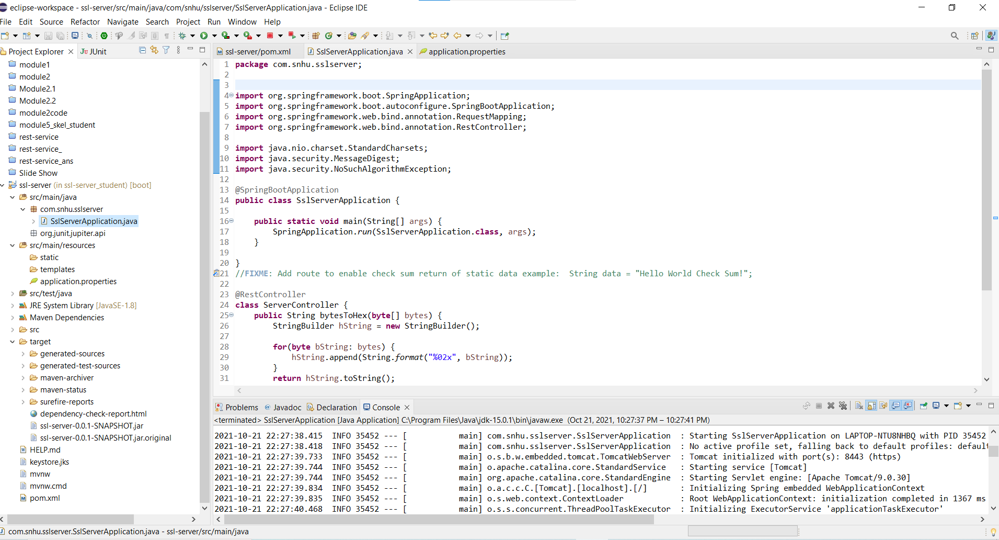 eclipse-workspace - ssl-server/src/main/java/com/snhu/sslserver/SslServerApplication.java - Eclipse IDE
File Edit Source Refactor Navigate Search Project Run Window Help
Project Explorer
JUnit
module1
module2
Module2.1
Module2.2
module2code
module5_skel_student
rest-service
rest-service_
rest-service_ans
Slide Show
ssl-server (in ssl-server_student) [boot]
src/main/java
com.snhu.sslserver
SslServerApplication.java
org.junit.jupiter.api
src/main/resources
static
templates
application.properties
src/test/java
JRE System Library [JavaSE-1.8]
Maven Dependencies
src
target
generated-sources
generated-test-sources
maven-archiver
maven-status
surefire-reports
dependency-check-report.html
ssl-server-0.0.1-SNAPSHOT.jar
ssl-server-0.0.1-SNAPSHOT.jar.original
HELP.md
keystore.jks
mvnw
mvnw.cmd
pom.xml
ssl-server/pom.xml
SslServerApplication.java
application.properties
1 package com.snhu.sslserver;
2
3
4 import org.springframework.boot.SpringApplication;
5 import org.springframework.boot.autoconfigure.SpringBootApplication;
6 import org.springframework.web.bind.annotation.RequestMapping;
7 import org.springframework.web.bind.annotation.RestController;
8
9 import java.nio.charset.StandardCharsets;
10 import java.security.MessageDigest;
11 import java.security.NoSuchAlgorithmException;
12
13 @SpringBootApplication
14 public class SslServerApplication {
15
16 public static void main(String[] args) {
17 SpringApplication.run(SslServerApplication.class, args);
18 }
19
20 }
21 //FIXME: Add route to enable check sum return of static data example:  String data = "Hello World Check Sum!";
22
23 @RestController
24 class ServerController {
25 public String bytesToHex(byte[] bytes) {
26 StringBuilder hString = new StringBuilder();
27
28 for(byte bString: bytes) {
29 hString.append(String.format("%02x", bString));
30 }
31 return hString.toString();
Problems
Javadoc
Declaration
Console
<terminated> SslServerApplication [Java Application] C:\Program Files\Java\jdk-15.0.1\bin\javaw.exe (Oct 21, 2021, 10:27:37 PM – 10:27:41 PM)
2021-10-21 22:27:38.415  INFO 35452 --- [           main] com.snhu.sslserver.SslServerApplication  : Starting SslServerApplication on LAPTOP-NTU8NHBQ with PID 35452
2021-10-21 22:27:38.418  INFO 35452 --- [           main] com.snhu.sslserver.SslServerApplication  : No active profile set, falling back to default profiles: default
2021-10-21 22:27:39.733  INFO 35452 --- [           main] o.s.b.w.embedded.tomcat.TomcatWebServer  : Tomcat initialized with port(s): 8443 (https)
2021-10-21 22:27:39.744  INFO 35452 --- [           main] o.apache.catalina.core.StandardService   : Starting service [Tomcat]
2021-10-21 22:27:39.744  INFO 35452 --- [           main] org.apache.catalina.core.StandardEngine  : Starting Servlet engine: [Apache Tomcat/9.0.30]
2021-10-21 22:27:39.834  INFO 35452 --- [           main] o.a.c.c.C.[Tomcat].[localhost].[/]       : Initializing Spring embedded WebApplicationContext
2021-10-21 22:27:39.835  INFO 35452 --- [           main] o.s.web.context.ContextLoader            : Root WebApplicationContext: initialization completed in 1367 ms
2021-10-21 22:27:40.468  INFO 35452 --- [           main] o.s.s.concurrent.ThreadPoolTaskExecutor  : Initializing ExecutorService 'applicationTaskExecutor'
com.snhu.sslserver.SslServerApplication.java - ssl-server/src/main/java